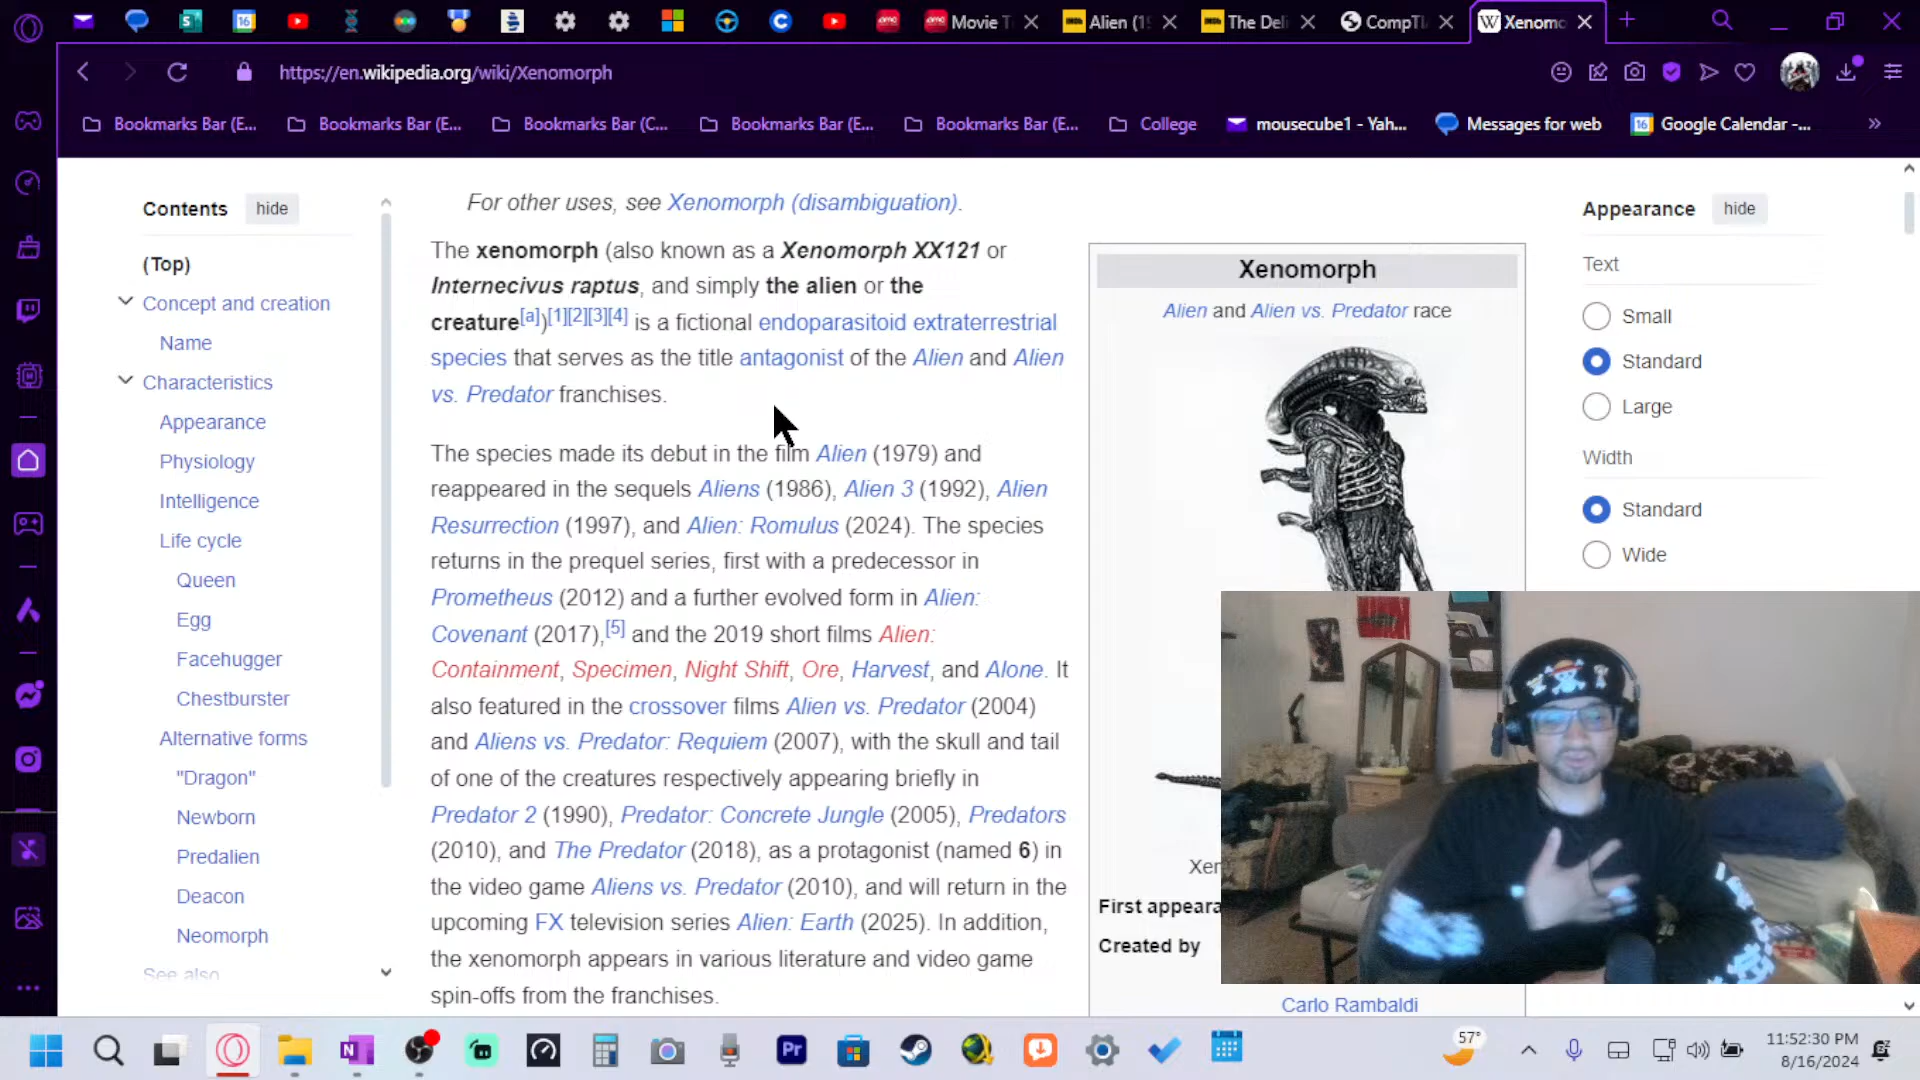 Movie T
Alien (19
The Deli
CompTI
Xenomo
https://en.wikipedia.org/wiki/Xenomorph
Bookmarks Bar (E...
Bookmarks Bar (E...
Bookmarks Bar (C...
Bookmarks Bar (E...
Bookmarks Bar (E...
College
mousecube1 - Yah...
Messages for web
Google Calendar -...
Contents
hide
(Top)
Concept and creation
Name
Characteristics
Appearance
Physiology
Intelligence
Life cycle
Queen
Egg
Facehugger
Chestburster
Alternative forms
"Dragon"
Newborn
Predalien
Deacon
Neomorph
See also
For other uses, see Xenomorph (disambiguation).
The xenomorph (also known as a Xenomorph XX121 or
Internecivus raptus, and simply the alien or the
creature[a])[1][2][3][4] is a fictional endoparasitoid extraterrestrial
species that serves as the title antagonist of the Alien and Alien
vs. Predator franchises.
The species made its debut in the film Alien (1979) and
reappeared in the sequels Aliens (1986), Alien 3 (1992), Alien
Resurrection (1997), and Alien: Romulus (2024). The species
returns in the prequel series, first with a predecessor in
Prometheus (2012) and a further evolved form in Alien:
Covenant (2017),[5] and the 2019 short films Alien:
Containment, Specimen, Night Shift, Ore, Harvest, and Alone. It
also featured in the crossover films Alien vs. Predator (2004)
and Aliens vs. Predator: Requiem (2007), with the skull and tail
of one of the creatures respectively appearing briefly in
Predator 2 (1990), Predator: Concrete Jungle (2005), Predators
(2010), and The Predator (2018), as a protagonist (named 6) in
the video game Aliens vs. Predator (2010), and will return in the
upcoming FX television series Alien: Earth (2025). In addition,
the xenomorph appears in various literature and video game
spin-offs from the franchises.
Xenomorph
Alien and Alien vs. Predator race
Xer
First appeara
Created by
Carlo Rambaldi
Appearance
hide
Text
Small
Standard
Large
Width
Standard
Wide
57°
11:52:30 PM
8/16/2024